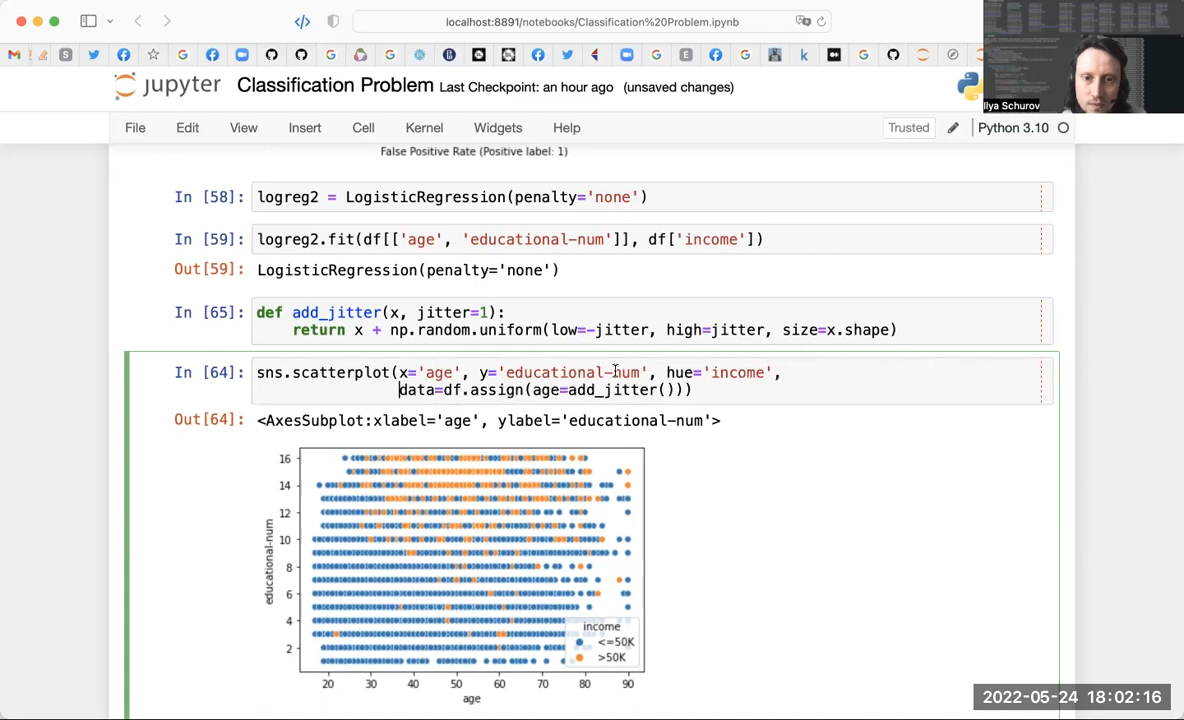 localhost:8891/notebooks/Classification%20Problem.ipynb
jupyter Classification Problem Last Checkpoint: an hour ago (unsaved changes)
Ilya Schurov
File Edit View Insert Cell Kernel Widgets Help Trusted Python 3.10
False Positive Rate (Positive label: 1)
In [58]: logreg2 = LogisticRegression(penalty='none')
In [59]: logreg2.fit(df[['age', 'educational-num']], df['income'])
Out[59]: LogisticRegression(penalty='none')
In [65]: def add_jitter(x, jitter=1):
return x + np.random.uniform(low=-jitter, high=jitter, size=x.shape)
In [64]: sns.scatterplot(x='age', y='educational-num', hue='income',
data=df.assign(age=add_jitter()))
Out[64]: <AxesSubplot:xlabel='age', ylabel='educational-num'>
16
14
12
10
8
6
4
2
educational-num
income
<=50K
>50K
20 30 40 50 60 70 80 90
age
2022-05-24 18:02:16